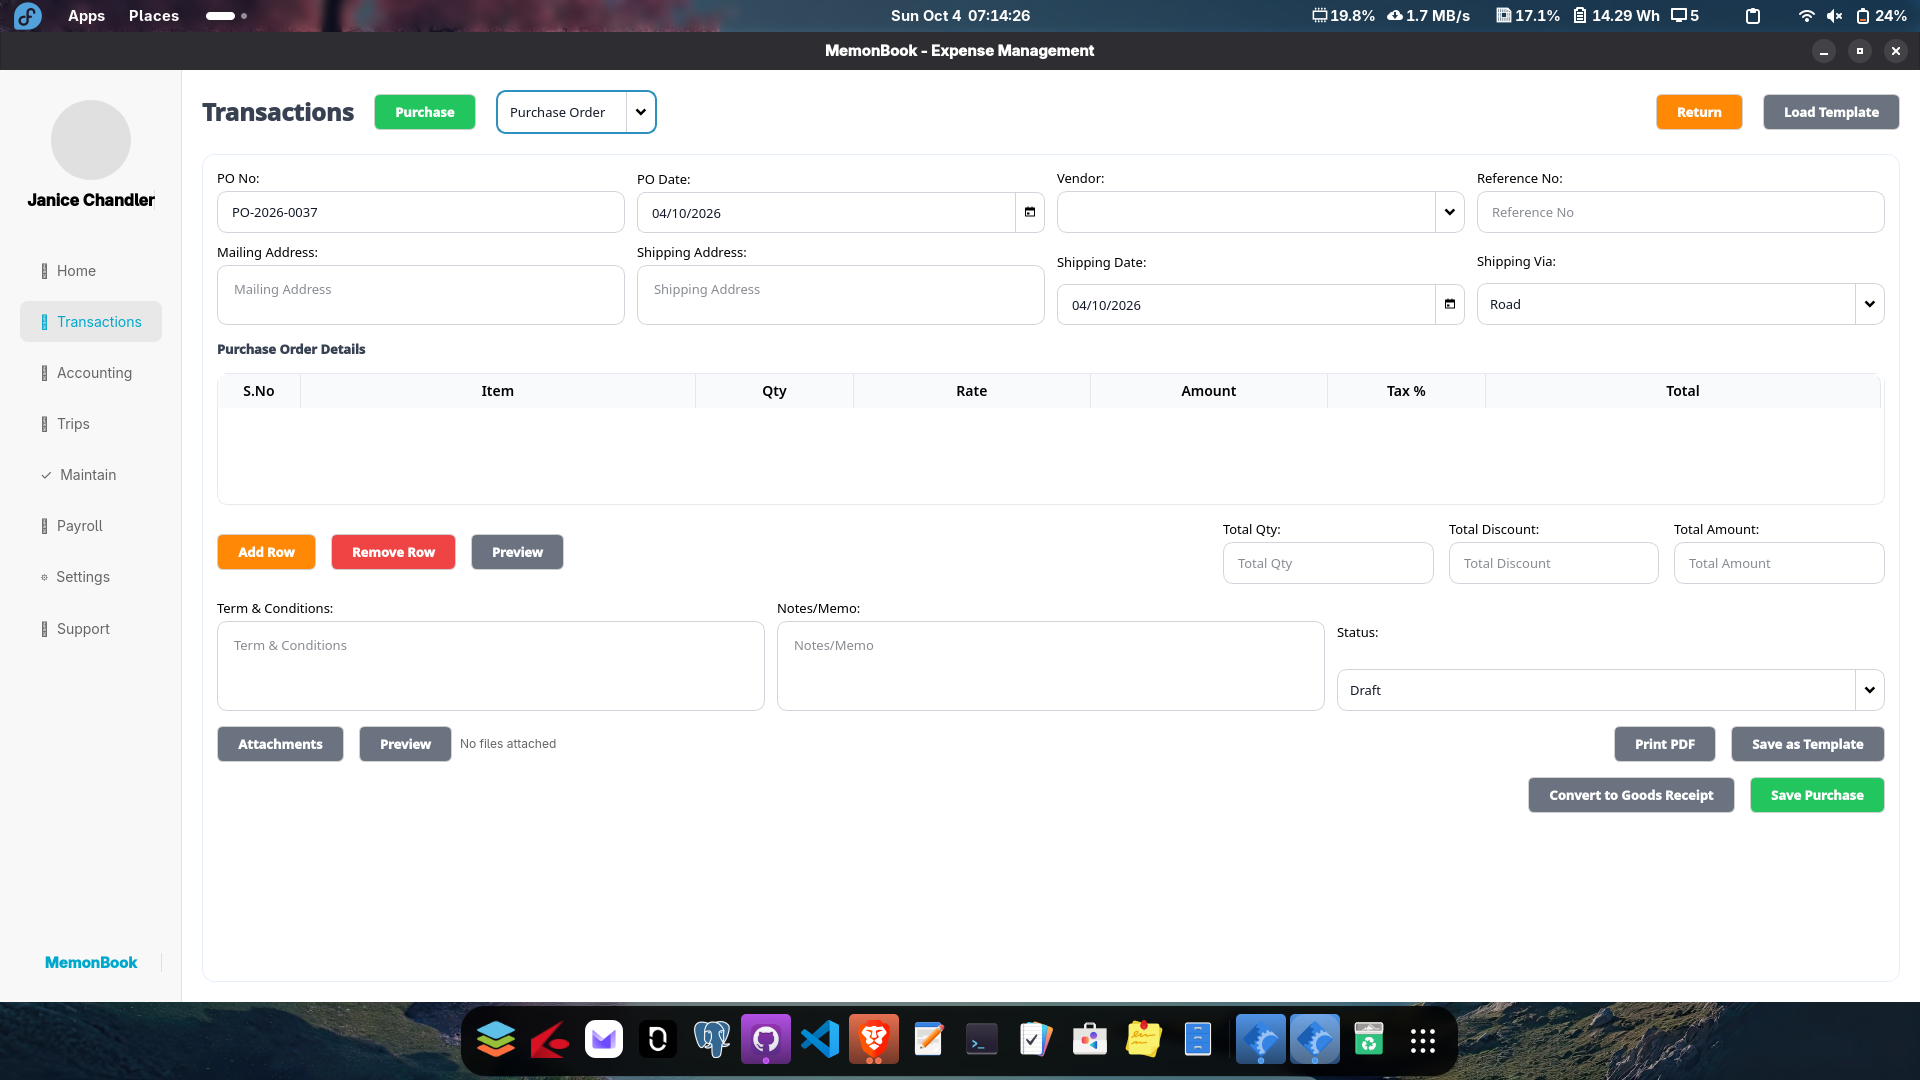 Apps Places Sun Oct 4 07:14:26 19.8% 1.7 MB/s 17.1% 14.29 Wh 5 24%
MemonBook - Expense Management
Janice Chandler
Home
Transactions
Accounting
Trips
Maintain
Payroll
Settings
Support
MemonBook
Transactions Purchase Purchase Order Return Load Template
PO No: PO Date: Vendor: Reference No:
PO-2026-0037 04/10/2026 Reference No
Mailing Address: Shipping Address: Shipping Date: Shipping Via:
Mailing Address Shipping Address 04/10/2026 Road
Purchase Order Details
S.No Item Qty Rate Amount Tax % Total
Total Qty: Total Discount: Total Amount:
Add Row Remove Row Preview Total Qty Total Discount Total Amount
Term & Conditions: Notes/Memo: Status:
Term & Conditions Notes/Memo Draft
Attachments Preview No files attached Print PDF Save as Template
Convert to Goods Receipt Save Purchase